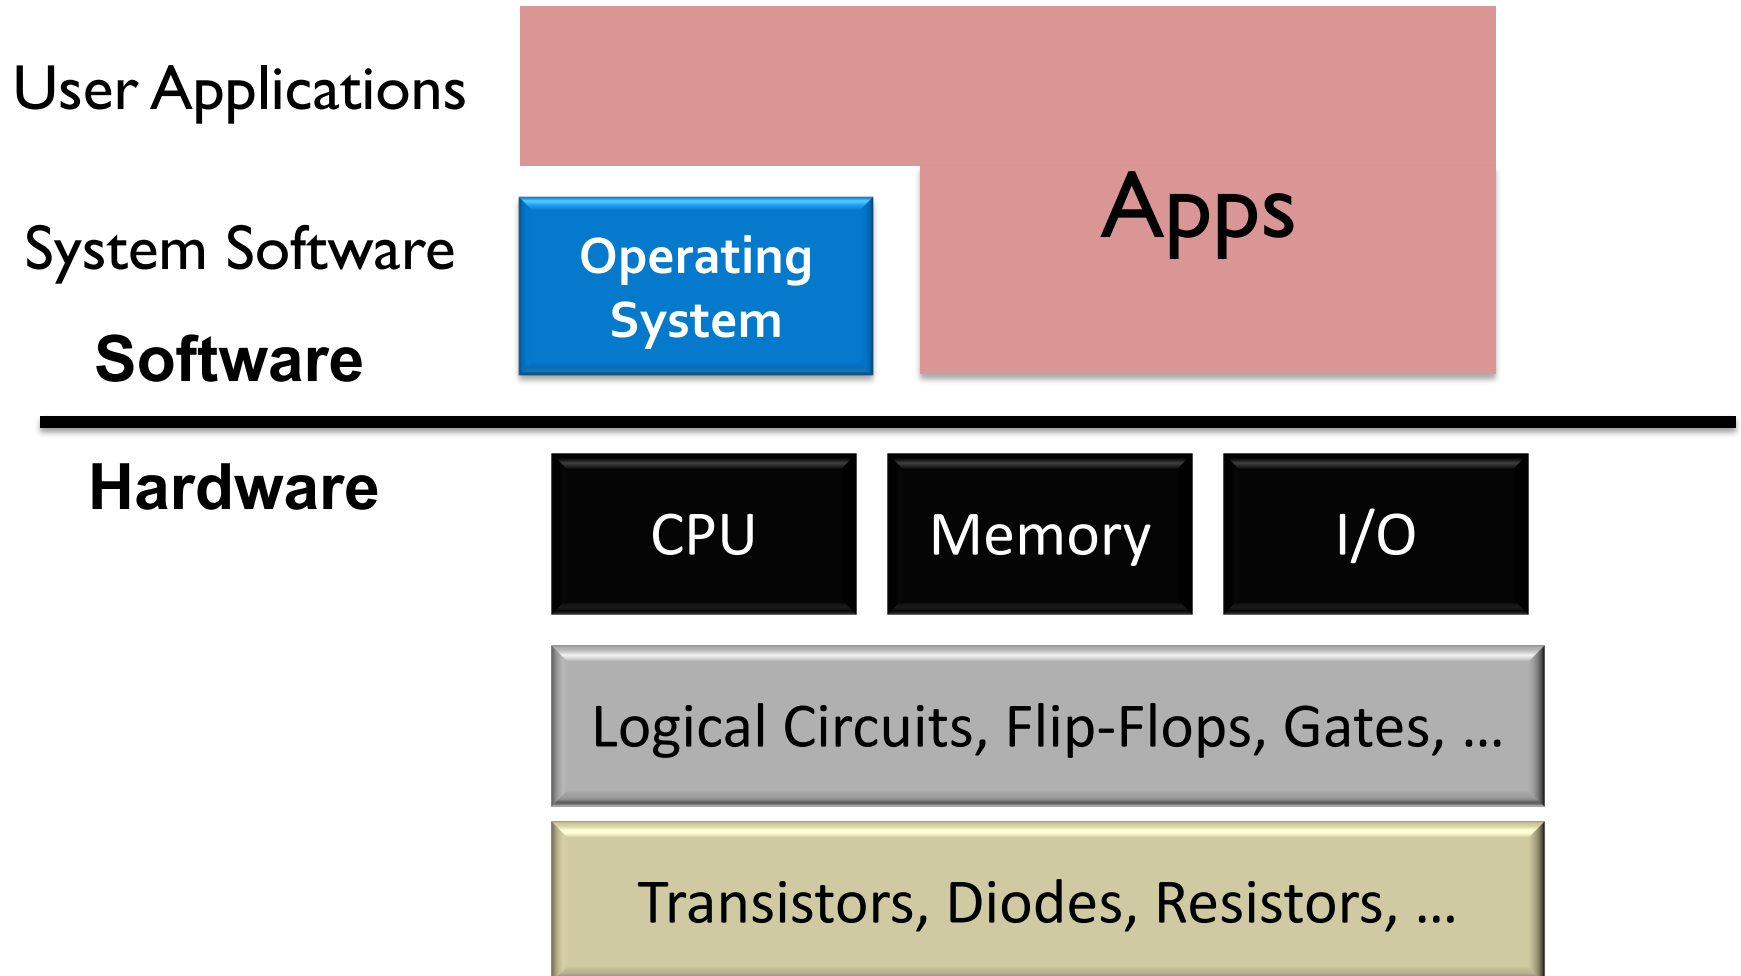 User Applications
Apps
System Software
Operating
System
Software
Hardware
CPU
Memory
I/O
Logical Circuits, Flip-Flops, Gates, ...
Transistors, Diodes, Resistors, ...